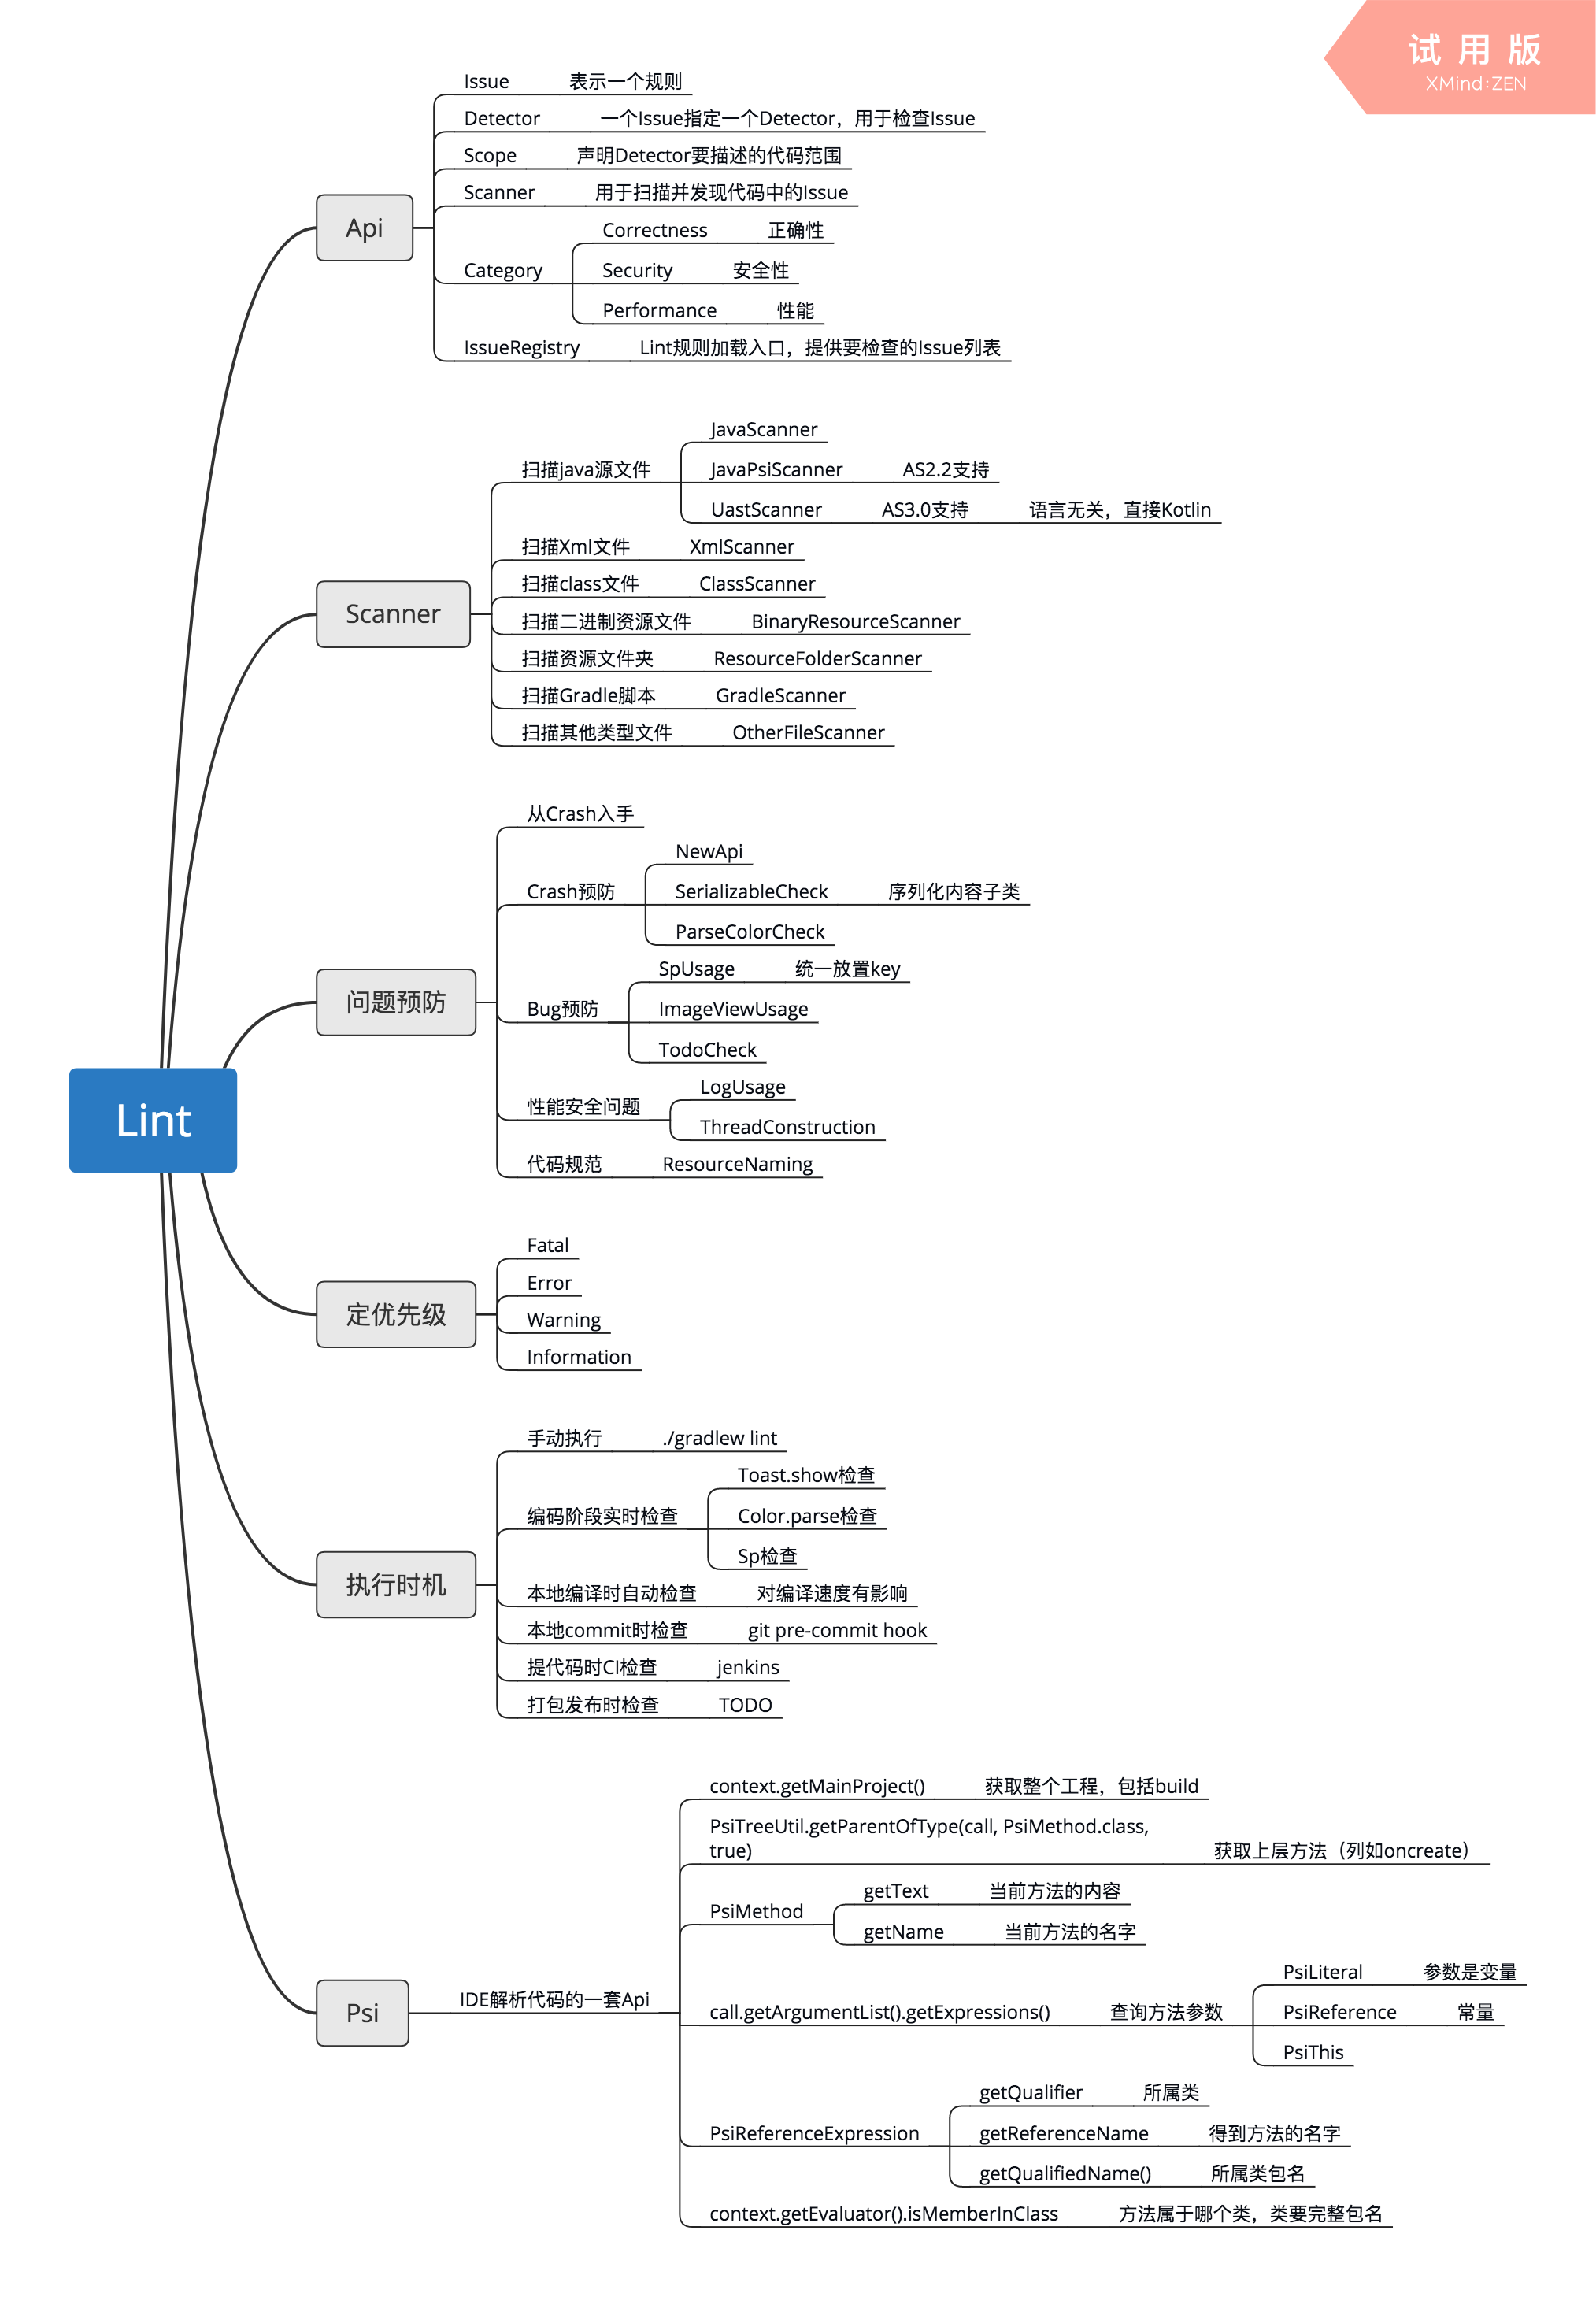 试用版
XMind:ZEN
Lint
Api
Issue
表示一个规则
Detector
一个Issue指定一个Detector，用于检查Issue
Scope
声明Detector要描述的代码范围
Scanner
用于扫描并发现代码中的Issue
Category
Correctness
正确性
Security
安全性
Performance
性能
IssueRegistry
Lint规则加载入口，提供要检查的Issue列表
Scanner
扫描java源文件
JavaScanner
JavaPsiScanner
AS2.2支持
UastScanner
AS3.0支持
语言无关，直接Kotlin
扫描Xml文件
XmlScanner
扫描class文件
ClassScanner
扫描二进制资源文件
BinaryResourceScanner
扫描资源文件夹
ResourceFolderScanner
扫描Gradle脚本
GradleScanner
扫描其他类型文件
OtherFileScanner
问题预防
从Crash入手
Crash预防
NewApi
SerializableCheck
序列化内容子类
ParseColorCheck
Bug预防
SpUsage
统一放置key
ImageViewUsage
TodoCheck
性能安全问题
LogUsage
ThreadConstruction
代码规范
ResourceNaming
定优先级
Fatal
Error
Warning
Information
执行时机
手动执行
./gradlew lint
编码阶段实时检查
Toast.show检查
Color.parse检查
Sp检查
本地编译时自动检查
对编译速度有影响
本地commit时检查
git pre-commit hook
提代码时CI检查
jenkins
打包发布时检查
TODO
Psi
IDE解析代码的一套Api
context.getMainProject()
获取整个工程，包括build
PsiTreeUtil.getParentOfType(call, PsiMethod.class,
true)
获取上层方法（列如oncreate）
PsiMethod
getText
当前方法的内容
getName
当前方法的名字
call.getArgumentList().getExpressions()
查询方法参数
PsiLiteral
参数是变量
PsiReference
常量
PsiThis
PsiReferenceExpression
getQualifier
所属类
getReferenceName
得到方法的名字
getQualifiedName()
所属类包名
context.getEvaluator().isMemberInClass
方法属于哪个类，类要完整包名